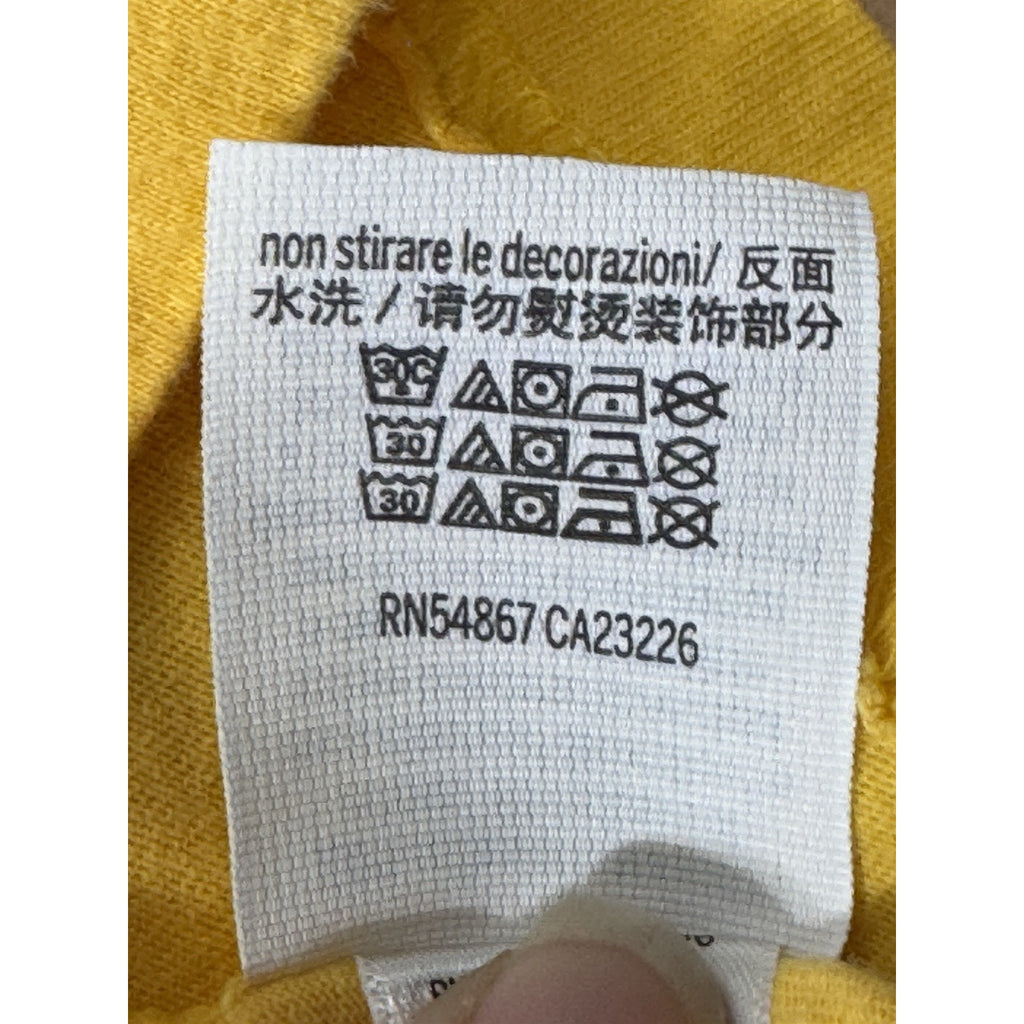 non stirare le decorazioni/ 反面
水洗 / 请勿熨烫装饰部分
30C
30
30
RN54867 CA23226